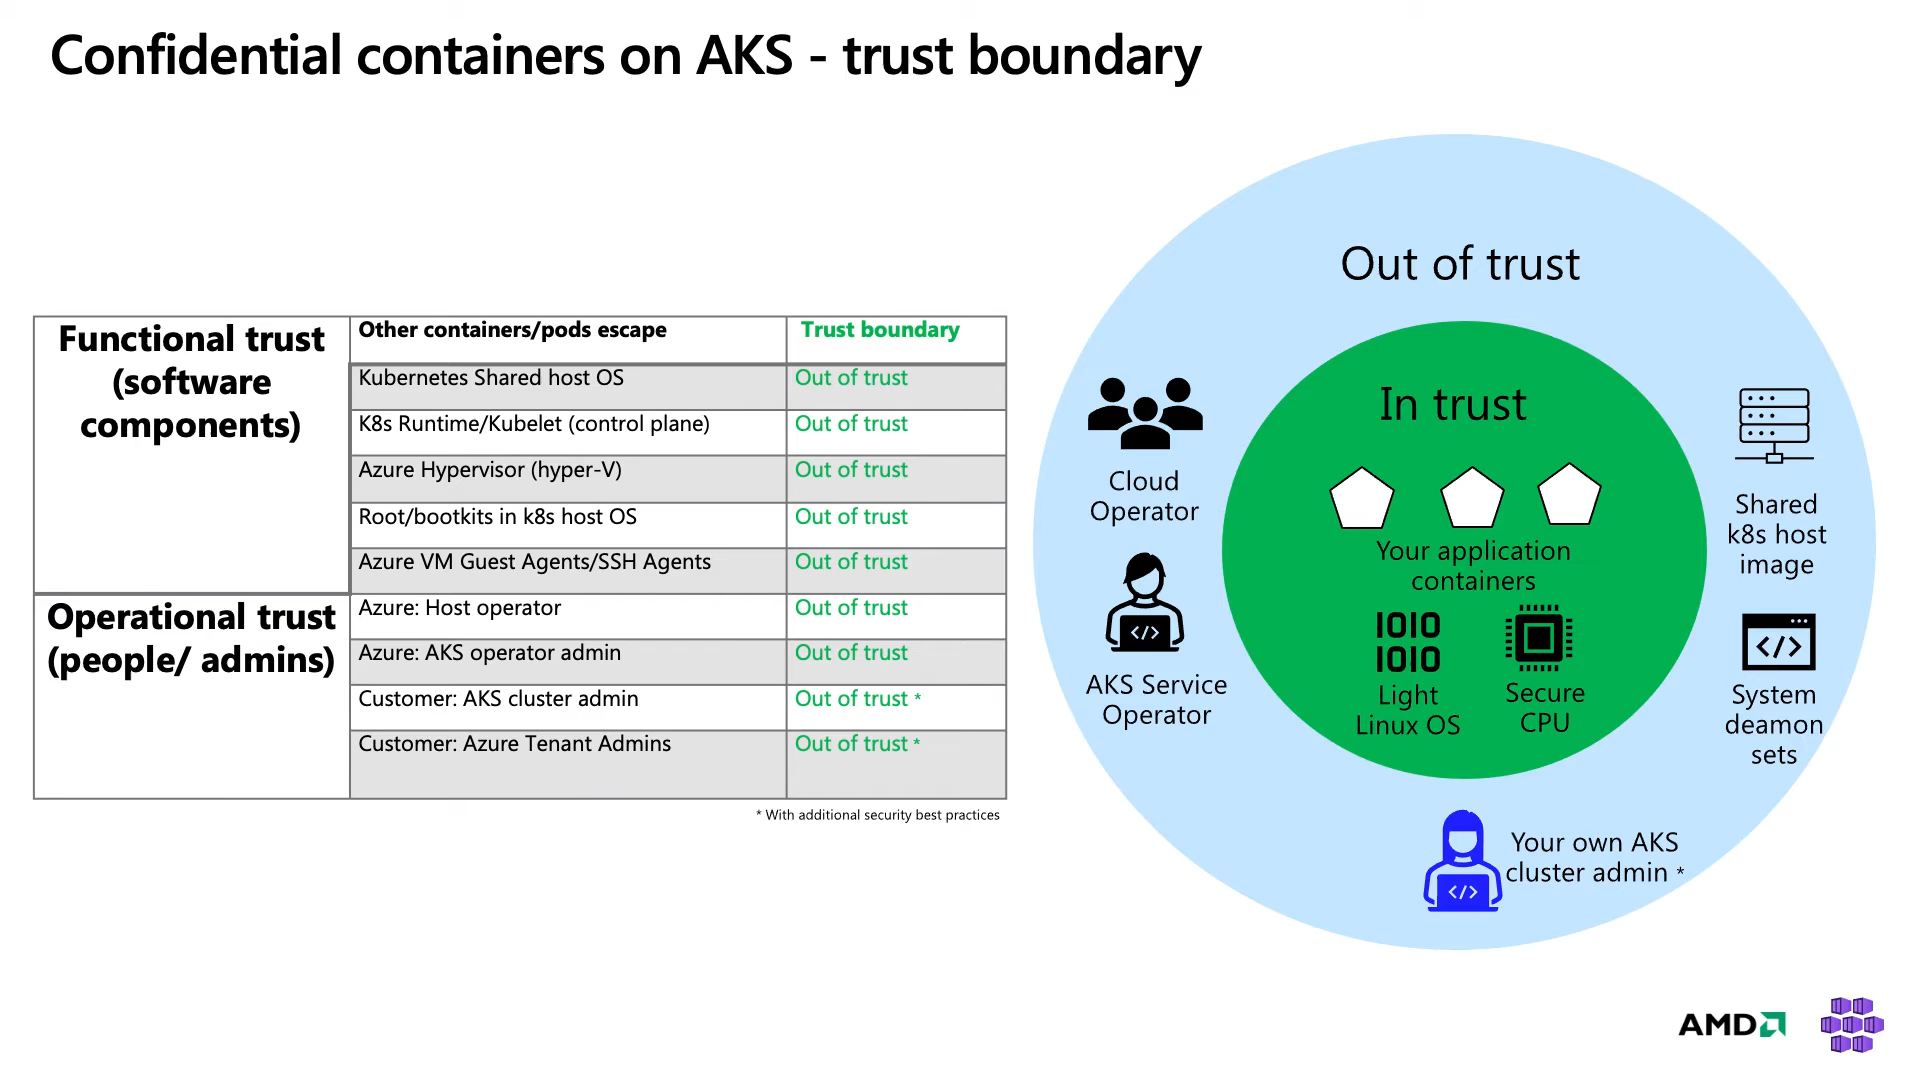 Confidential containers on AKS - trust boundary
Functional trust
(software
components)
Other containers/pods escape
Trust boundary
Kubernetes Shared host OS
Out of trust
K8s Runtime/Kubelet (control plane)
Out of trust
Azure Hypervisor (hyper-V)
Out of trust
Root/bootkits in k8s host OS
Out of trust
Azure VM Guest Agents/SSH Agents
Out of trust
Operational trust
(people/ admins)
Azure: Host operator
Out of trust
Azure: AKS operator admin
Out of trust
Customer: AKS cluster admin
Out of trust *
Customer: Azure Tenant Admins
Out of trust *
* With additional security best practices
Out of trust
In trust
Cloud
Operator
AKS Service
Operator
Your application
containers
IOIO
IOIO
Light
Linux OS
Secure
CPU
Shared
k8s host
image
</>
System
deamon
sets
Your own AKS
cluster admin *
</>
</>
AMD